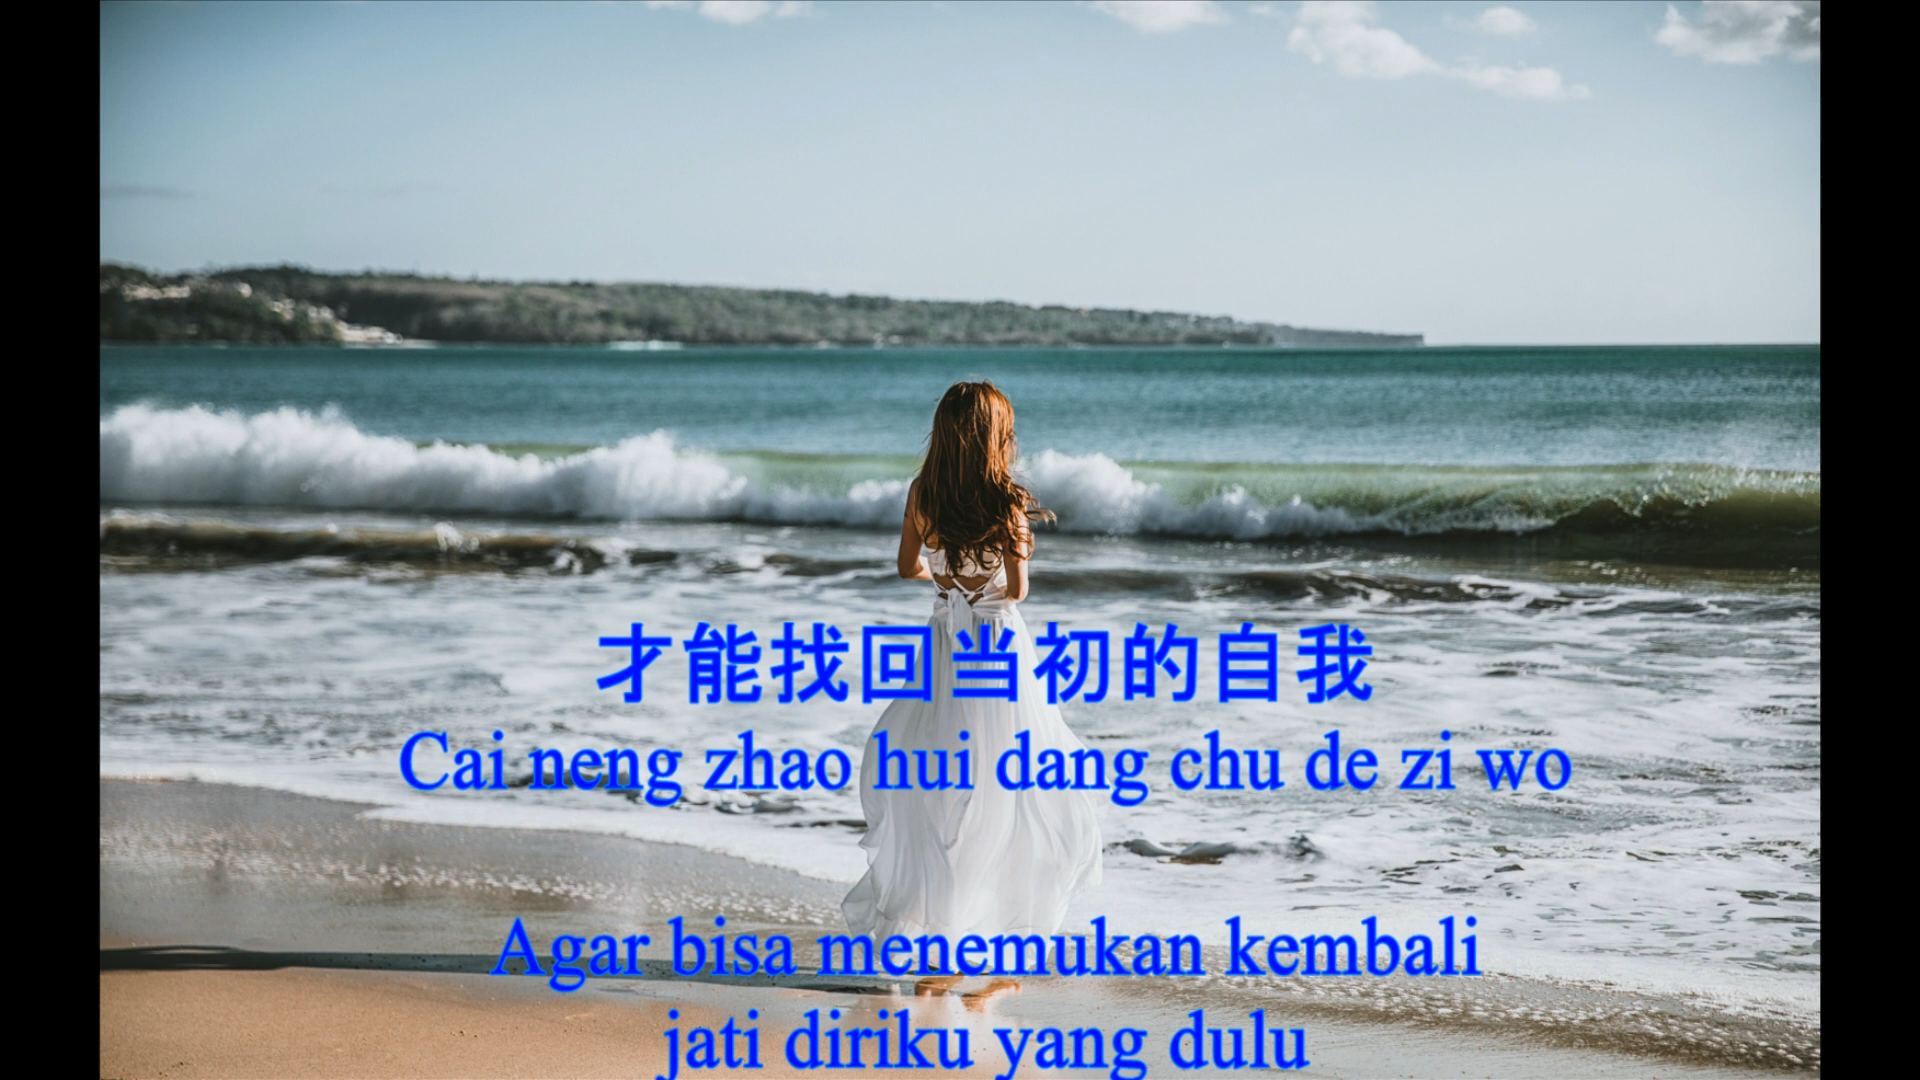 才能找回当初的自我
Cai neng zhao hui dang chu de zi wo
Agar bisa menemukan kembali
jati diriku yang dulu